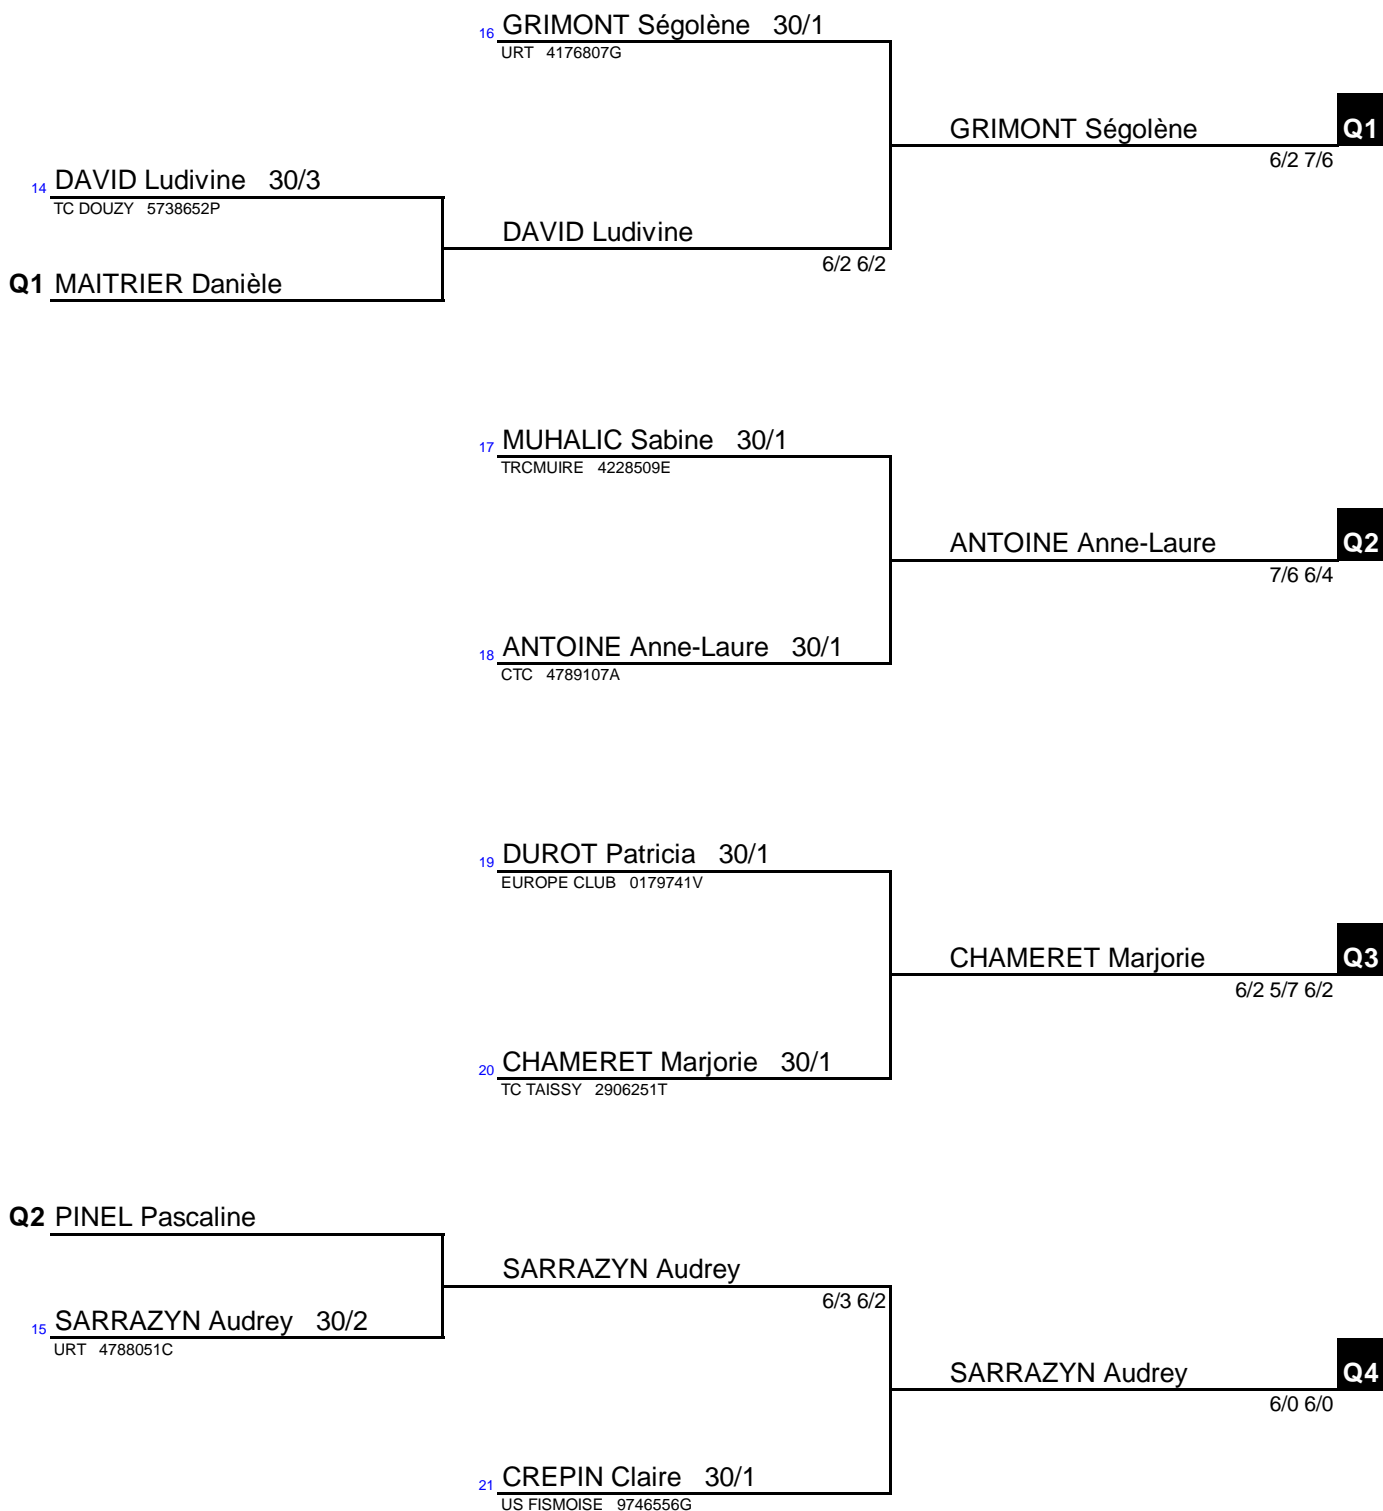 16 GRIMONT Ségolène 30/1
URT 4176807G
GRIMONT Ségolène Q1
6/2 7/6
14 DAVID Ludivine 30/3
TC DOUZY 5738652P
DAVID Ludivine
6/2 6/2
Q1 MAITRIER Danièle
17 MUHALIC Sabine 30/1
TRCMUIRE 4228509E
ANTOINE Anne-Laure Q2
7/6 6/4
18 ANTOINE Anne-Laure 30/1
CTC 4789107A
19 DUROT Patricia 30/1
EUROPE CLUB 0179741V
CHAMERET Marjorie Q3
6/2 5/7 6/2
20 CHAMERET Marjorie 30/1
TC TAISSY 2906251T
Q2 PINEL Pascaline
SARRAZYN Audrey
6/3 6/2
15 SARRAZYN Audrey 30/2
URT 4788051C
SARRAZYN Audrey Q4
6/0 6/0
21 CREPIN Claire 30/1
US FISMOISE 9746556G